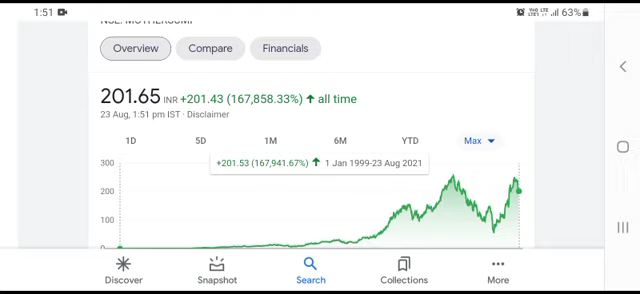 1:51 63%
NSE: MOTHERSUMI
Overview Compare Financials
201.65 INR +201.43 (167,858.33%) ↑ all time
23 Aug, 1:51 pm IST · Disclaimer
1D 5D 1M 6M YTD Max
+201.53 (167,941.67%) ↑ 1 Jan 1999-23 Aug 2021
300
200
100
0
Discover Snapshot Search Collections More